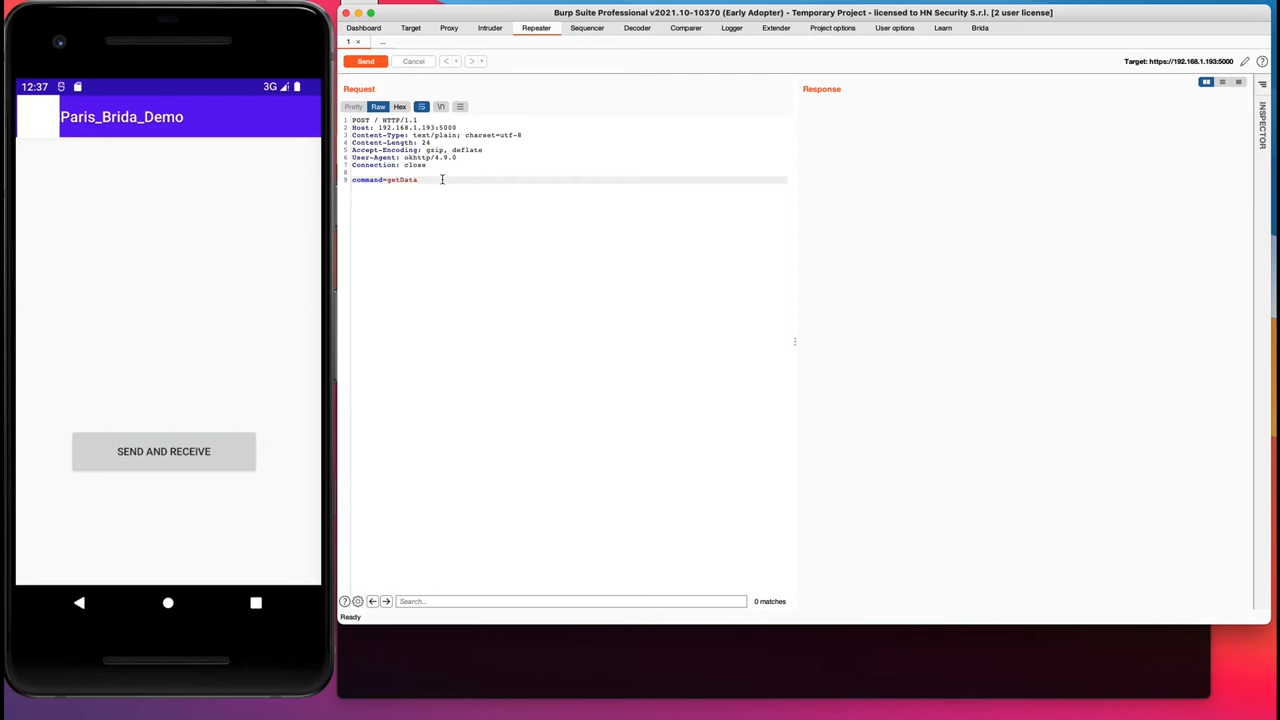 12:37
3G
Paris_Brida_Demo
SEND AND RECEIVE
Burp Suite Professional v2021.10-10370 (Early Adopter) - Temporary Project - licensed to HN Security S.r.l. [2 user license]
Dashboard Target Proxy Intruder Repeater Sequencer Decoder Comparer Logger Extender Project options User options Learn Brida
1 × ...
Send Cancel < > Target: https://192.168.1.193:5000 ?
Request
Response
Pretty Raw Hex \n
1 POST / HTTP/1.1
2 Host: 192.168.1.193:5000
3 Content-Type: text/plain; charset=utf-8
4 Content-Length: 24
5 Accept-Encoding: gzip, deflate
6 User-Agent: okhttp/4.9.0
7 Connection: close
8
9 command=getData
INSPECTOR
? Search... 0 matches
Ready